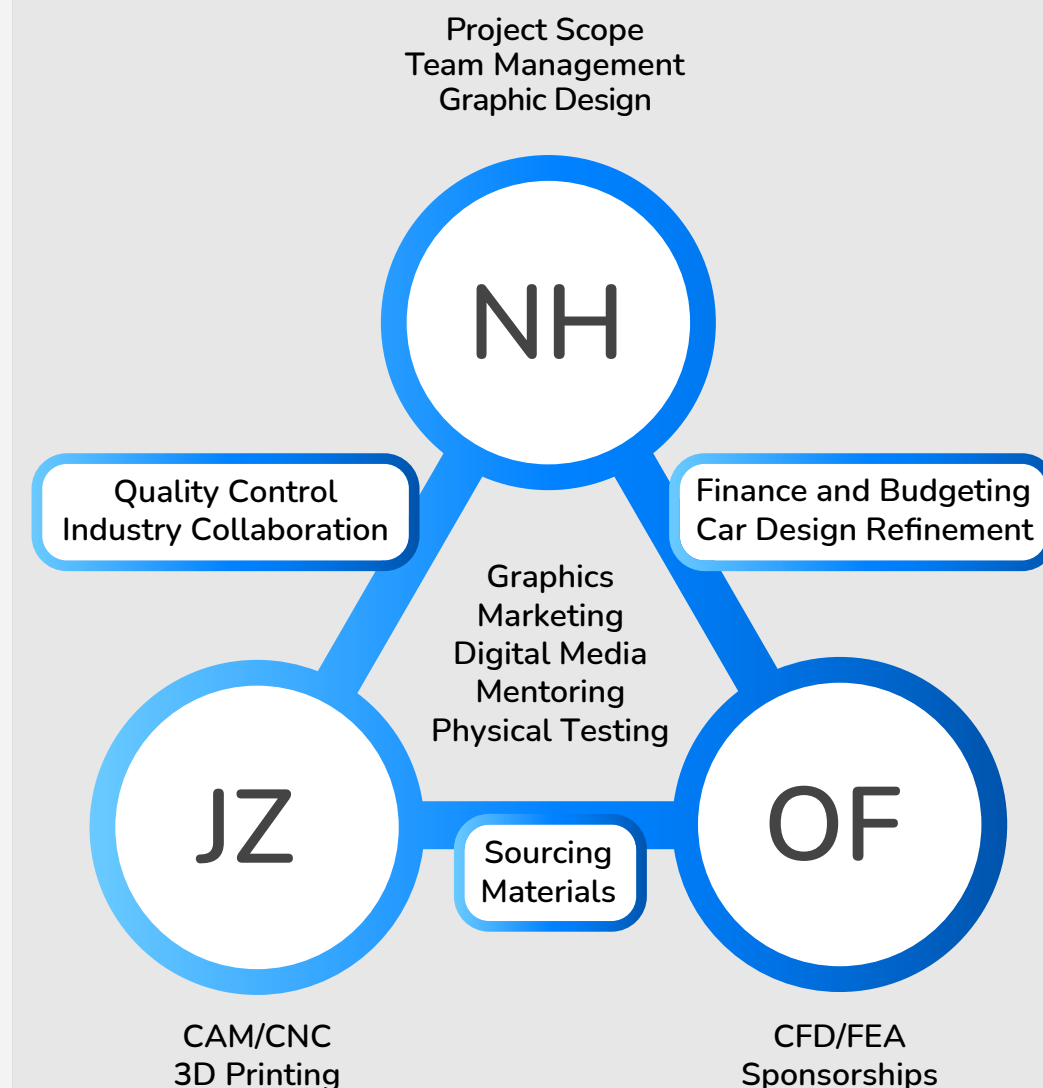 Project Scope
Team Management
Graphic Design
NH
Quality Control
Industry Collaboration
Finance and Budgeting
Car Design Refinement
Graphics
Marketing
Digital Media
Mentoring
Physical Testing
JZ
OF
Sourcing
Materials
CAM/CNC
3D Printing
CFD/FEA
Sponsorships